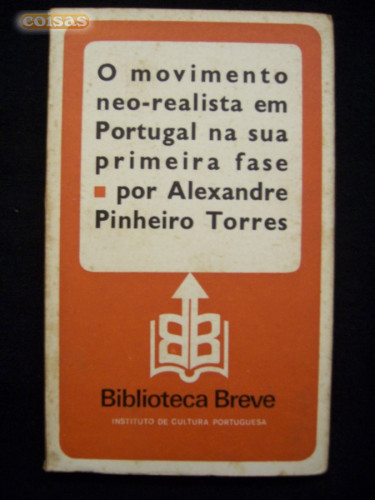 coisas
O movimento
neo-realista em
Portugal na sua
primeira fase
▪ por Alexandre
Pinheiro Torres
BB
Biblioteca Breve
INSTITUTO DE CULTURA PORTUGUESA